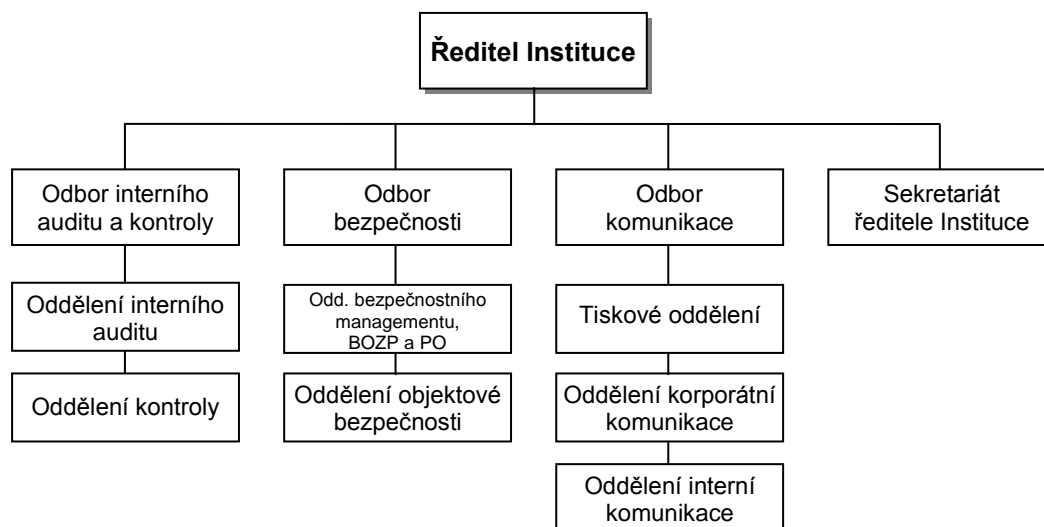 Ředitel Instituce
Odbor interního
auditu a kontroly
Odbor
bezpečnosti
Odbor
komunikace
Sekretariát
ředitele Instituce
Oddělení interního
auditu
Odd. bezpečnostního
managementu,
BOZP a PO
Tiskové oddělení
Oddělení kontroly
Oddělení objektové
bezpečnosti
Oddělení korporátní
komunikace
Oddělení interní
komunikace